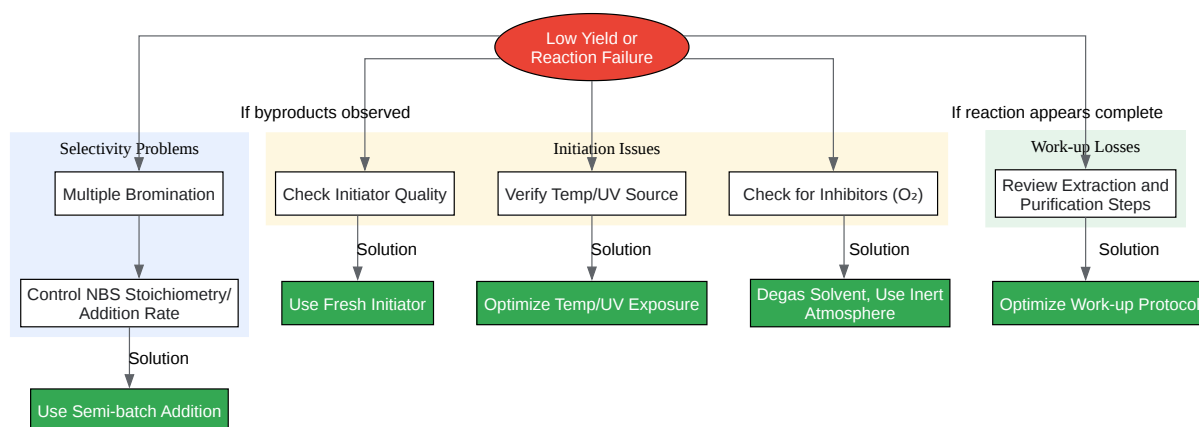 Low Yield or
Reaction Failure
If byproducts observed
If reaction appears complete
Selectivity Problems
Initiation Issues
Work-up Losses
Multiple Bromination
Check Initiator Quality
Verify Temp/UV Source
Check for Inhibitors (O₂)
Review Extraction and
Purification Steps
Solution
Solution
Solution
Solution
Control NBS Stoichiometry/
Addition Rate
Use Fresh Initiator
Optimize Temp/UV Exposure
Degas Solvent, Use Inert
Atmosphere
Optimize Work-up Protocol
Solution
Use Semi-batch Addition